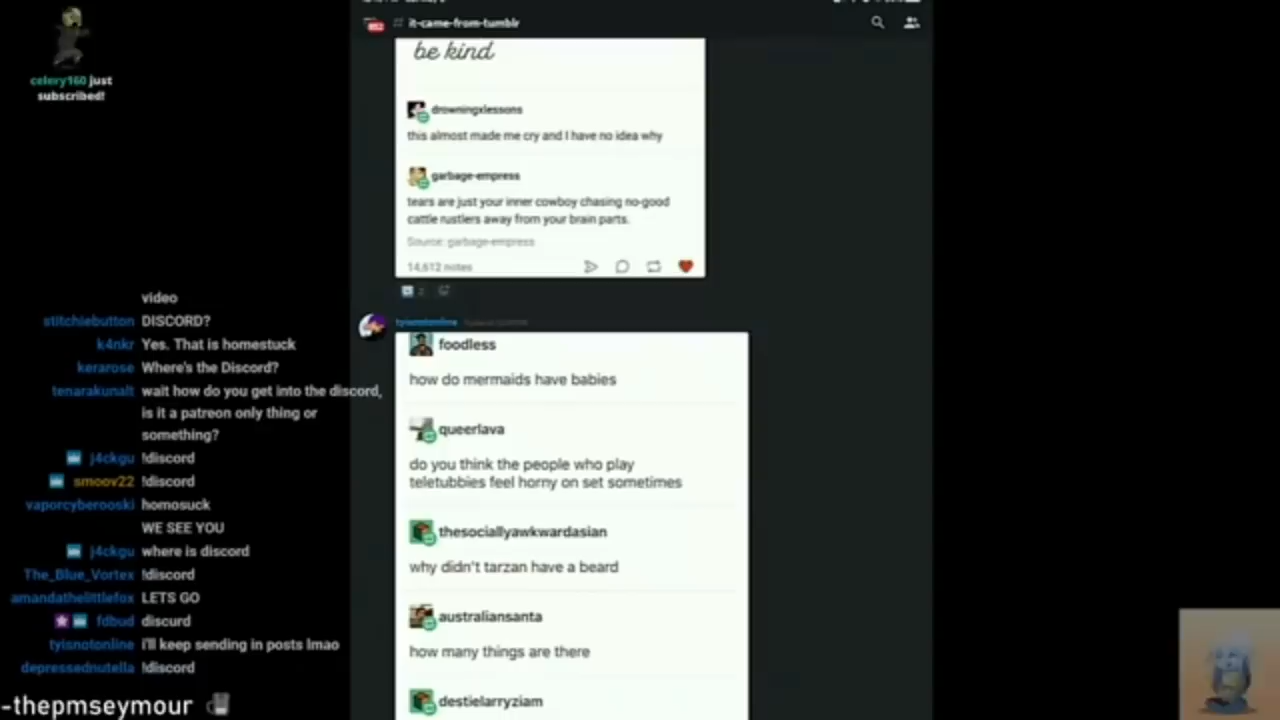 celery160 just
subscribed!
video
stitchiebutton DISCORD?
k4nkr Yes. That is homestuck
kerarose Where's the Discord?
tenarakunalt wait how do you get into the discord,
is it a patreon only thing or
something?
j4ckgu !discord
smoov22 !discord
vaporcyberooski homosuck
WE SEE YOU
j4ckgu where is discord
The_Blue_Vortex !discord
amandathelittlefox LETS GO
fdbud discurd
tyisnotonline i'll keep sending in posts lmao
depressednutella !discord
-thepmseymour
# it-came-from-tumblr
be kind
drowningxlessons
this almost made me cry and I have no idea why
garbage-empress
tears are just your inner cowboy chasing no-good
cattle rustlers away from your brain parts.
Source: garbage-empress
14,612 notes
2
tyisnotonline
foodless
how do mermaids have babies
queerlava
do you think the people who play
teletubbies feel horny on set sometimes
thesociallyawkwardasian
why didn't tarzan have a beard
australiansanta
how many things are there
destielarryziam